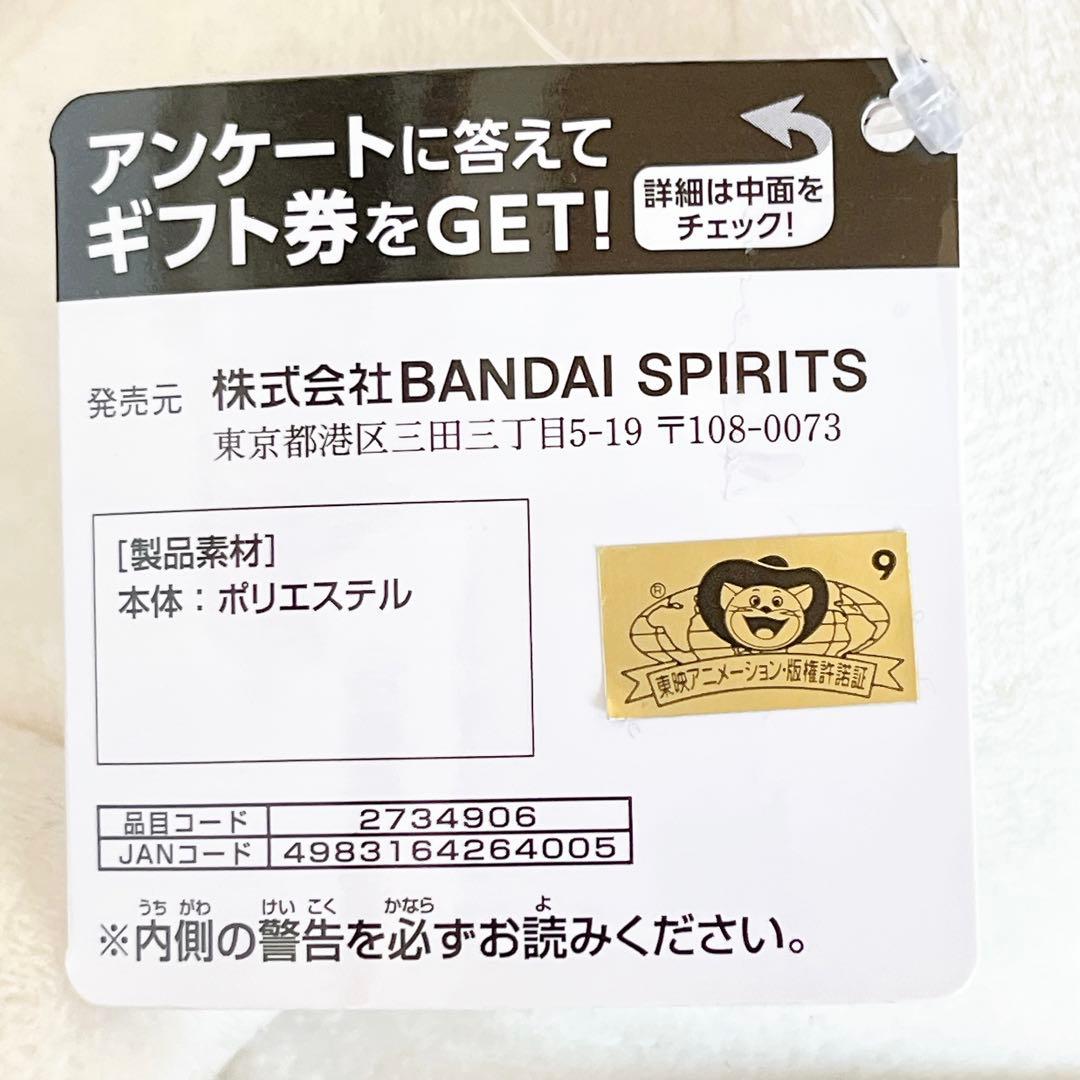 アンケートに答えて
ギフト券をGET!
詳細は中面を
チェック!
発売元 株式会社BANDAI SPIRITS
東京都港区三田三丁目5-19 〒108-0073
[製品素材]
本体：ポリエステル
9
®
東映アニメーション・版権許諾証
品目コード 2734906
JANコード 4983164264005
うちがわ けいこく かなら よ
※内側の警告を必ずお読みください。